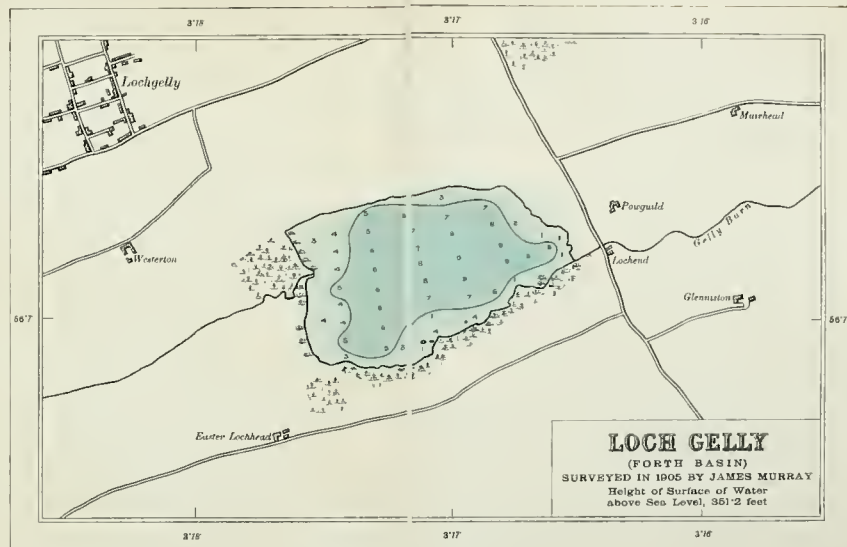 3°18'
3°17'
3°16'
Lochgelly
Muirhead
Powguild
Gelly Burn
Westerton
Lochend
Glenniston
56°7'
56°7'
Easter Lochhead
LOCH GELLY
(FORTH BASIN)
SURVEYED IN 1905 BY JAMES MURRAY
Height of Surface of Water
above Sea Level, 351·2 feet
3°18'
3°17'
3°16'